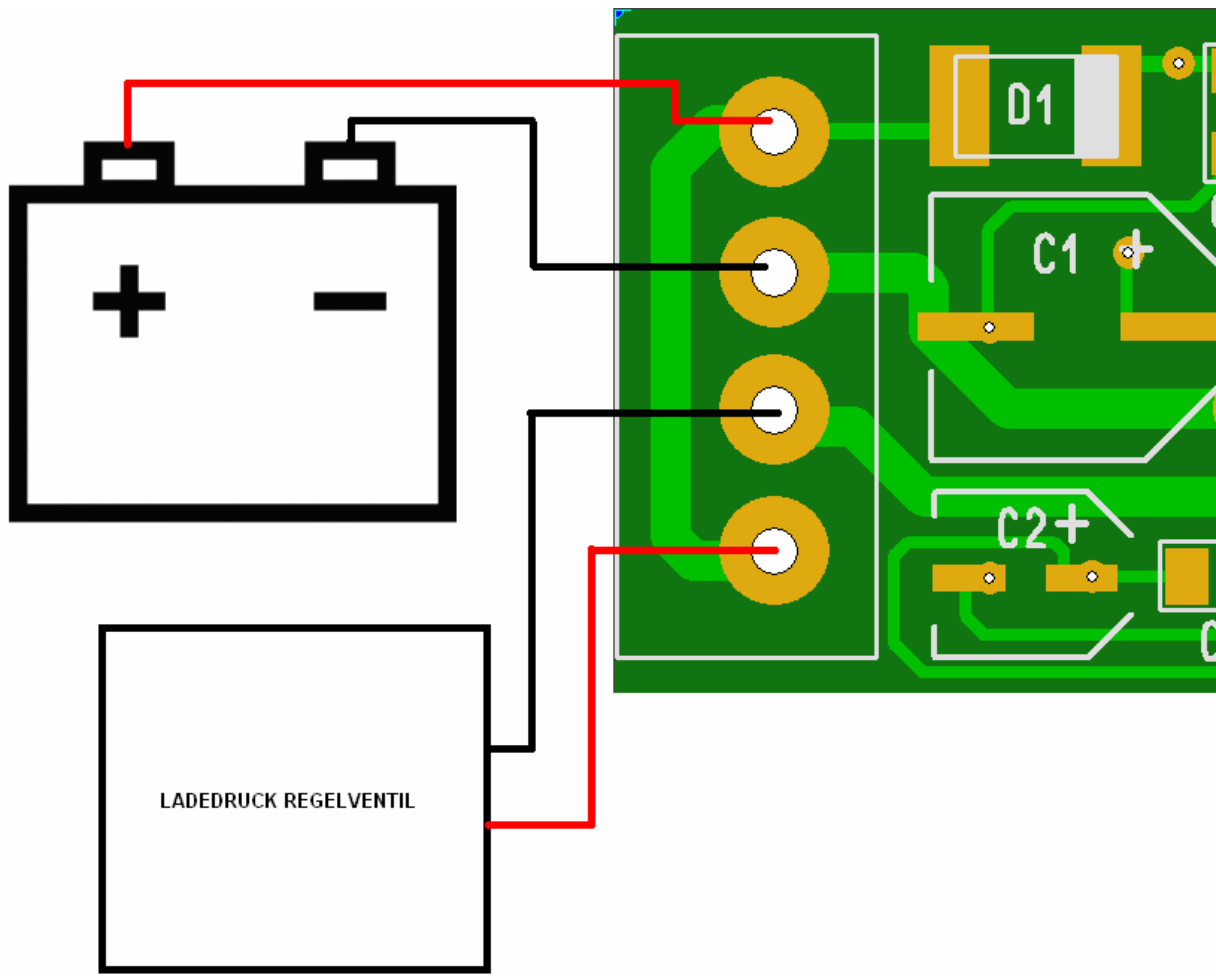 D1
C1 +
+ −
C2 +
C
LADEDRUCK REGELVENTIL